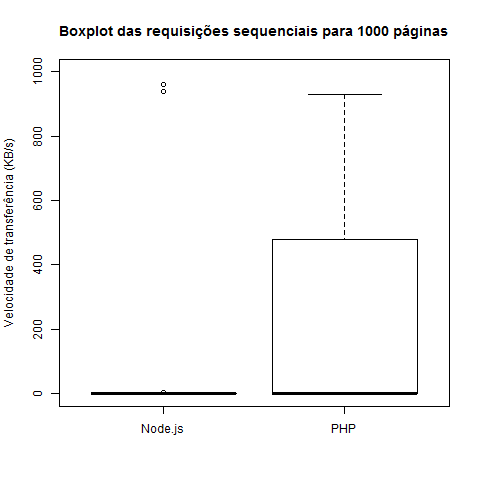 Boxplot das requisições sequenciais para 1000 páginas
Velocidade de transferência (KB/s)
1000
800
600
400
200
0
Node.js
PHP